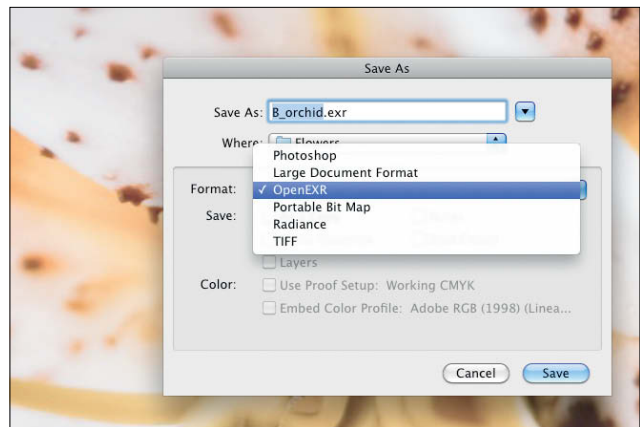 Save As
Save As: B_orchid.exr
Where: Flowers
Photoshop
Large Document Format
Format: ✓ OpenEXR
Save: Portable Bit Map
Radiance
TIFF
Layers
Color: Use Proof Setup: Working CMYK
Embed Color Profile: Adobe RGB (1998) (Linea...
Cancel Save